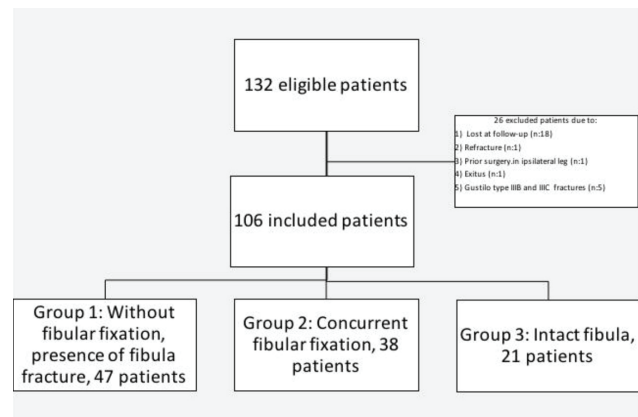 132 eligible patients
26 excluded patients due to:
1) Lost at follow-up (n:18)
2) Refracture (n:1)
3) Prior surgery.in ipsilateral leg (n:1)
4) Exitus (n:1)
5) Gustilo type IIIB and IIIC fractures (n:5)
106 included patients
Group 1: Without
fibular fixation,
presence of fibula
fracture, 47 patients
Group 2: Concurrent
fibular fixation, 38
patients
Group 3: Intact fibula,
21 patients